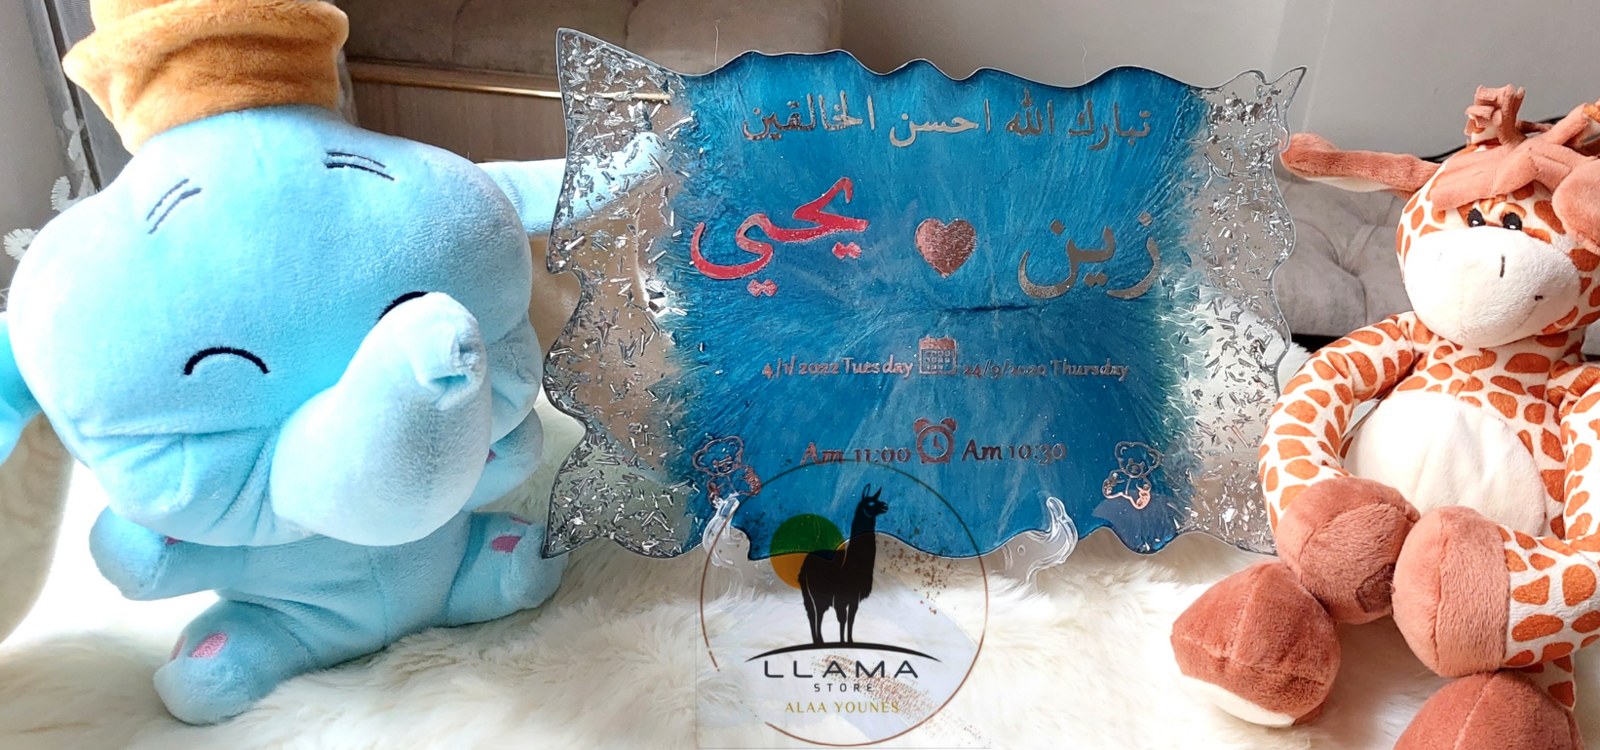 تبارك الله احسن الخالقين
زين يحيي
4/1/2022 Tuesday 24/9/2020 Thursday
Am 11:00 Am 10:30
LLAMA
STORE
ALAA YOUNES